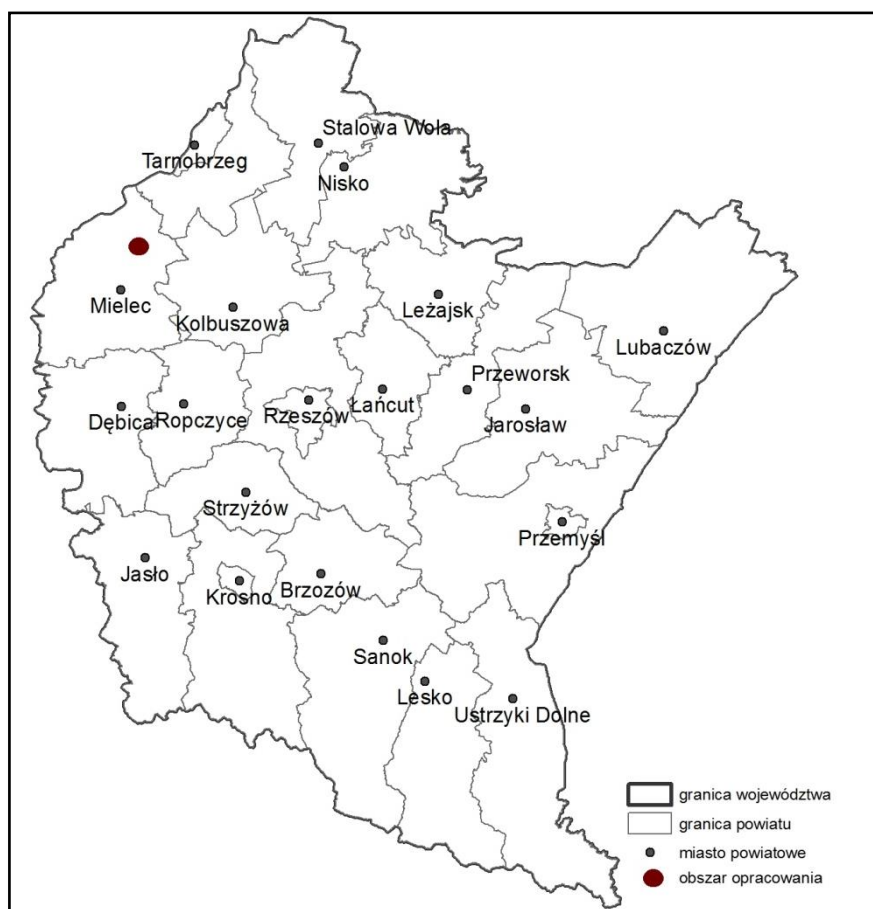 Stalowa Wola
Tarnobrzeg
Nisko
Mielec
Kolbuszowa
Leżajsk
Lubaczów
Przeworsk
Dębica
Ropczyce
Rzeszów
Łańcut
Jarosław
Strzyżów
Przemyśl
Jasło
Krosno
Brzozów
Sanok
Lesko
Ustrzyki Dolne
granica województwa
granica powiatu
miasto powiatowe
obszar opracowania